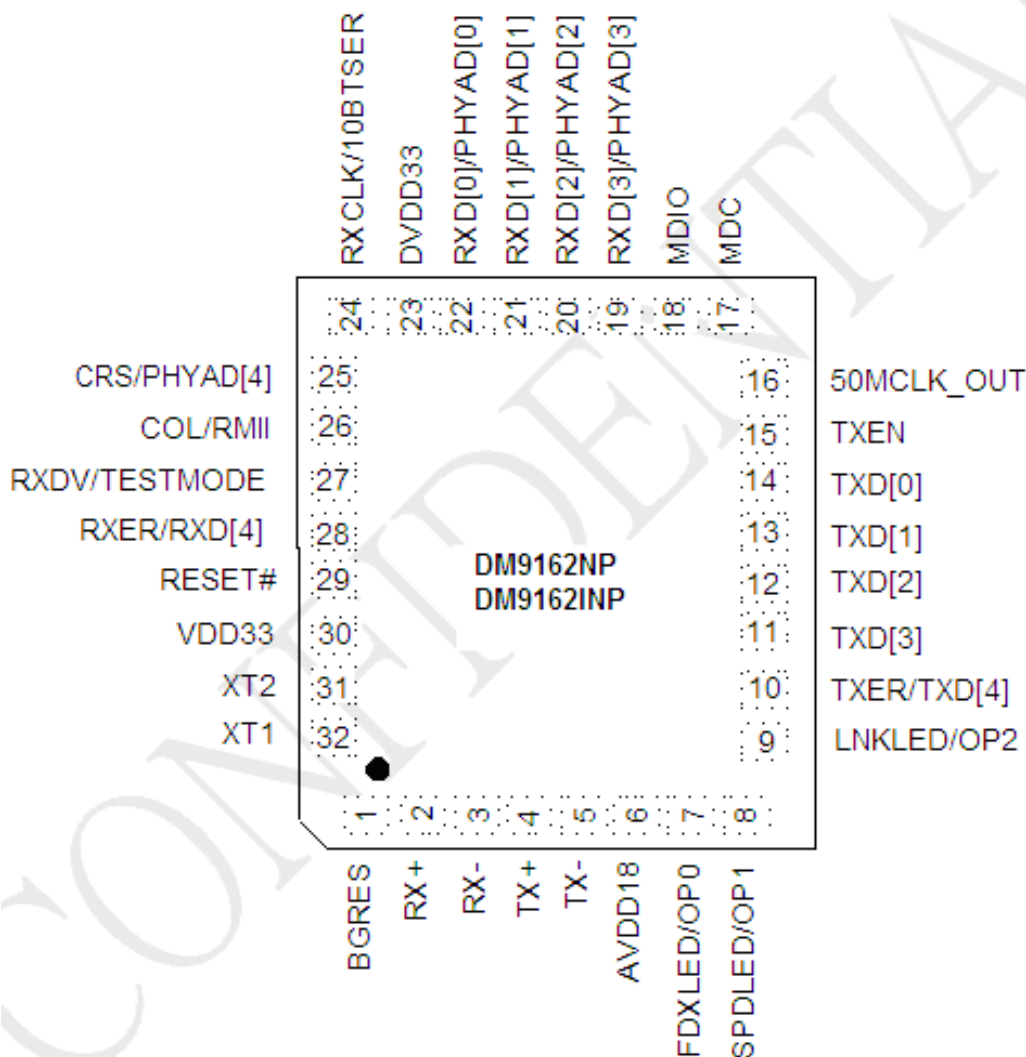 RXCLK/10BTSER
DVDD33
RXD[0]/PHYAD[0]
RXD[1]/PHYAD[1]
RXD[2]/PHYAD[2]
RXD[3]/PHYAD[3]
MDIO
MDC
24 23 22 21 20 19 18 17
CRS/PHYAD[4] 25
COL/RMII 26
RXDV/TESTMODE 27
RXER/RXD[4] 28
RESET# 29
VDD33 30
XT2 31
XT1 32
DM9162NP
DM9162INP
16 50MCLK_OUT
15 TXEN
14 TXD[0]
13 TXD[1]
12 TXD[2]
11 TXD[3]
10 TXER/TXD[4]
9 LNKLED/OP2
1 2 3 4 5 6 7 8
BGRES
RX+
RX-
TX+
TX-
AVDD18
FDXLED/OP0
SPDLED/OP1
CONFIDENTIA